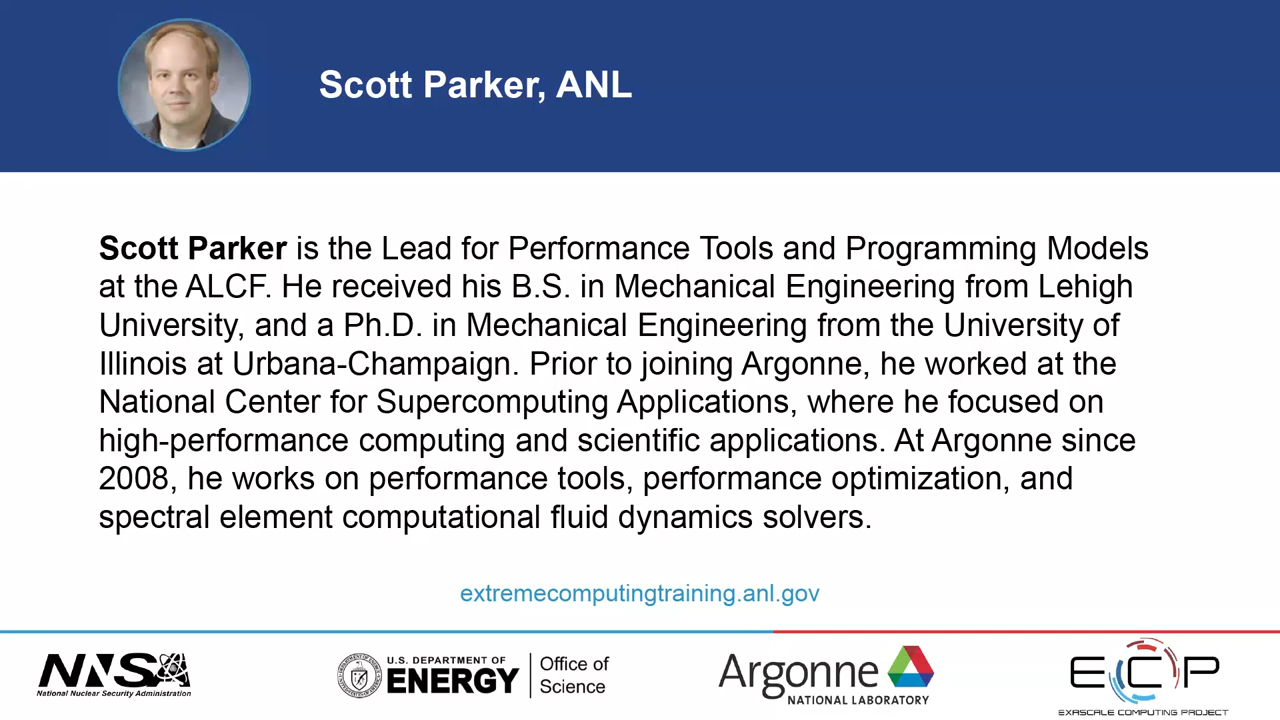 Scott Parker, ANL
Scott Parker is the Lead for Performance Tools and Programming Models
at the ALCF. He received his B.S. in Mechanical Engineering from Lehigh
University, and a Ph.D. in Mechanical Engineering from the University of
Illinois at Urbana-Champaign. Prior to joining Argonne, he worked at the
National Center for Supercomputing Applications, where he focused on
high-performance computing and scientific applications. At Argonne since
2008, he works on performance tools, performance optimization, and
spectral element computational fluid dynamics solvers.
extremecomputingtraining.anl.gov
NNSA
National Nuclear Security Administration
U.S. DEPARTMENT OF
ENERGY
Office of
Science
Argonne
NATIONAL LABORATORY
ECP
EXASCALE COMPUTING PROJECT